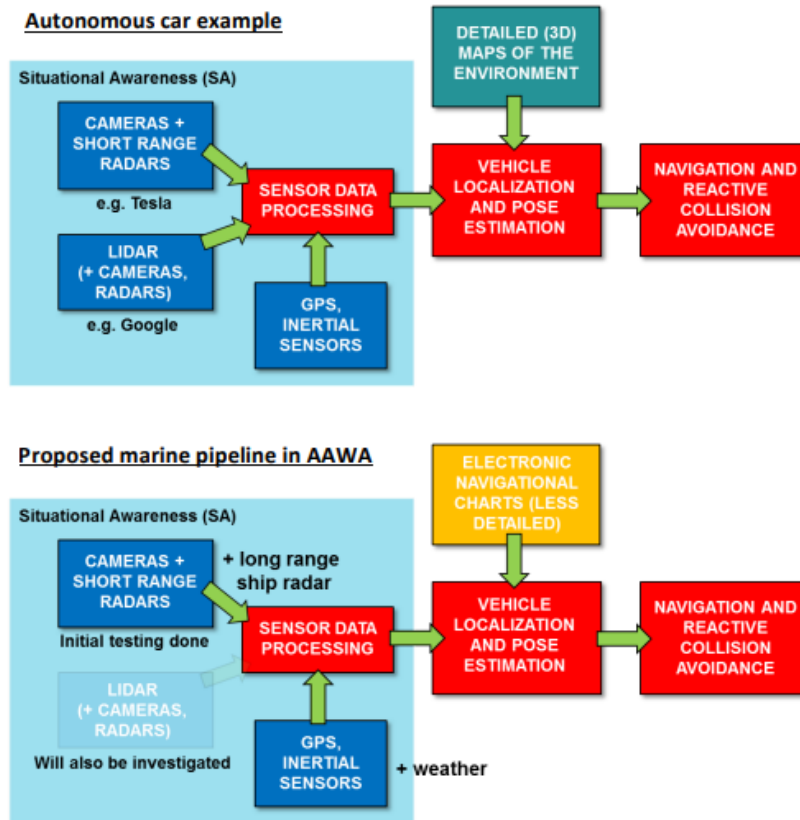 Autonomous car example
Situational Awareness (SA)
CAMERAS +
SHORT RANGE
RADARS
e.g. Tesla
LIDAR
(+ CAMERAS,
RADARS)
e.g. Google
SENSOR DATA
PROCESSING
GPS,
INERTIAL
SENSORS
DETAILED (3D)
MAPS OF THE
ENVIRONMENT
VEHICLE
LOCALIZATION
AND POSE
ESTIMATION
NAVIGATION AND
REACTIVE
COLLISION
AVOIDANCE
Proposed marine pipeline in AAWA
Situational Awareness (SA)
CAMERAS +
SHORT RANGE
RADARS
+ long range
ship radar
Initial testing done
LIDAR
(+ CAMERAS,
RADARS)
Will also be investigated
SENSOR DATA
PROCESSING
GPS,
INERTIAL
SENSORS
+ weather
ELECTRONIC
NAVIGATIONAL
CHARTS (LESS
DETAILED)
VEHICLE
LOCALIZATION
AND POSE
ESTIMATION
NAVIGATION AND
REACTIVE
COLLISION
AVOIDANCE